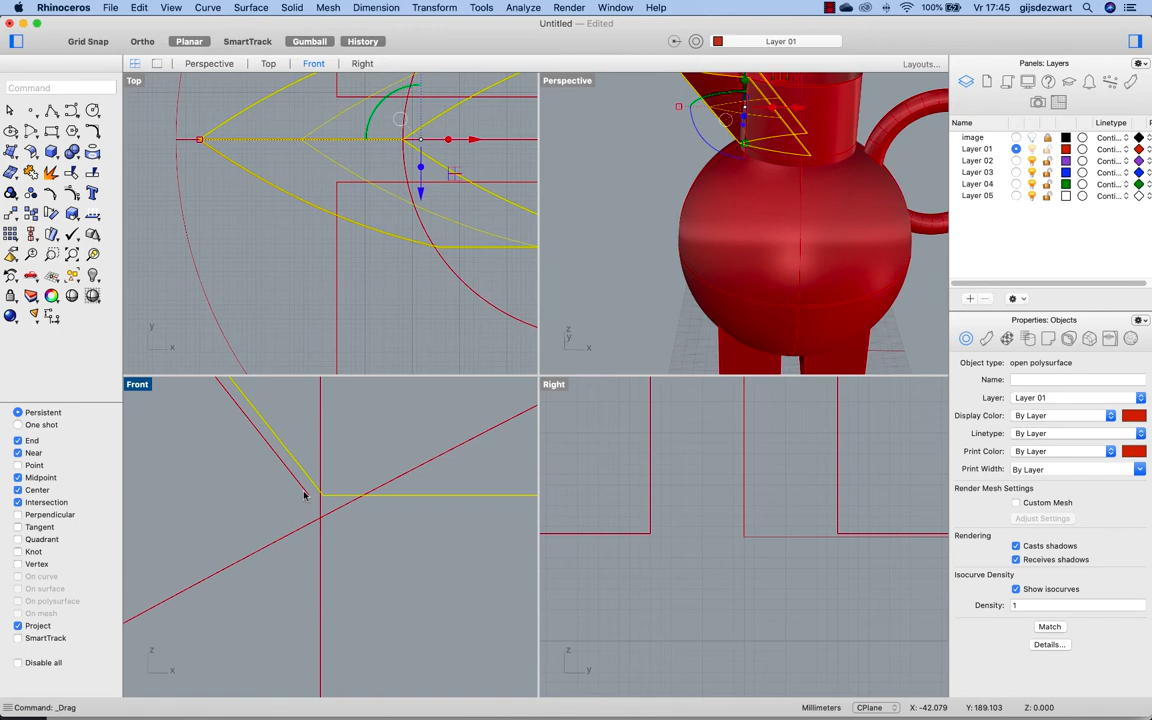 Rhinoceros File Edit View Curve Surface Solid Mesh Dimension Transform Tools Analyze Render Window Help 100% Vr 17:45 gijsdezwart
Untitled — Edited
Grid Snap Ortho Planar SmartTrack Gumball History Layer 01 Panels: Layers
Perspective Top Front Right Layouts...
Top
Perspective
Command
Name Linetype
image Conti...
Layer 01 Conti...
Layer 02 Conti...
Layer 03 Conti...
Layer 04 Conti...
Layer 05 Conti...
y
x
z
y
x
Properties: Objects
Object type: open polysurface
Name:
Layer: Layer 01
Display Color: By Layer
Linetype: By Layer
Print Color: By Layer
Print Width: By Layer
Render Mesh Settings
Custom Mesh
Adjust Settings
Rendering
Casts shadows
Receives shadows
Isocurve Density
Show isocurves
Density: 1
Match
Details...
Front
Right
z
x
z
y
Persistent
One shot
End
Near
Point
Midpoint
Center
Intersection
Perpendicular
Tangent
Quadrant
Knot
Vertex
On curve
On surface
On polysurface
On mesh
Project
SmartTrack
Disable all
Command: _Drag Millimeters CPlane X: -42.079 Y: 189.103 Z: 0.000